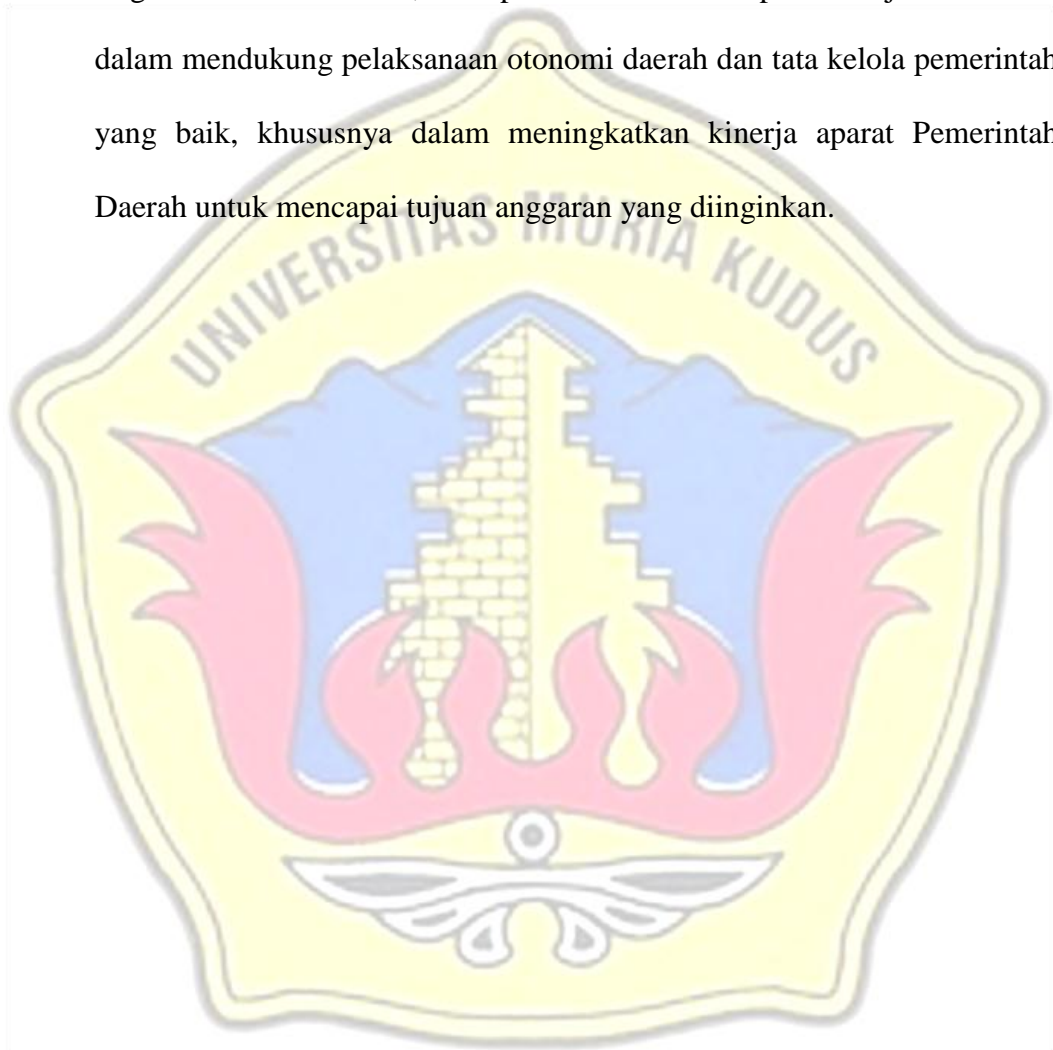 dalam mendukung pelaksanaan otonomi daerah dan tata kelola pemerintah
yang baik, khususnya dalam meningkatkan kinerja aparat Pemerintah
Daerah untuk mencapai tujuan anggaran yang diinginkan.
UNIVERSITAS MURIA KUDUS